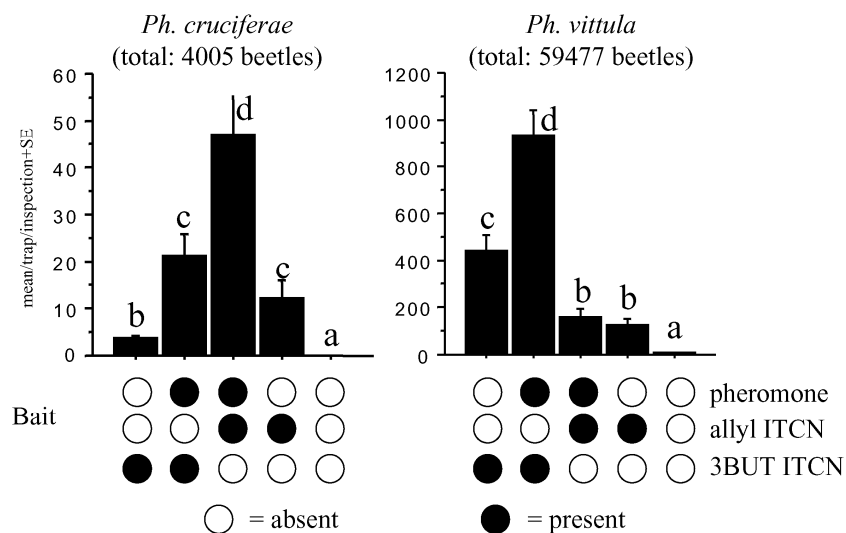 Ph. cruciferae
(total: 4005 beetles)
Ph. vittula
(total: 59477 beetles)
mean/trap/inspection+SE
60
50
40
30
20
10
0
b
c
d
c
a
1200
1000
800
600
400
200
0
c
d
b
b
a
Bait
pheromone
allyl ITCN
3BUT ITCN
= absent
= present